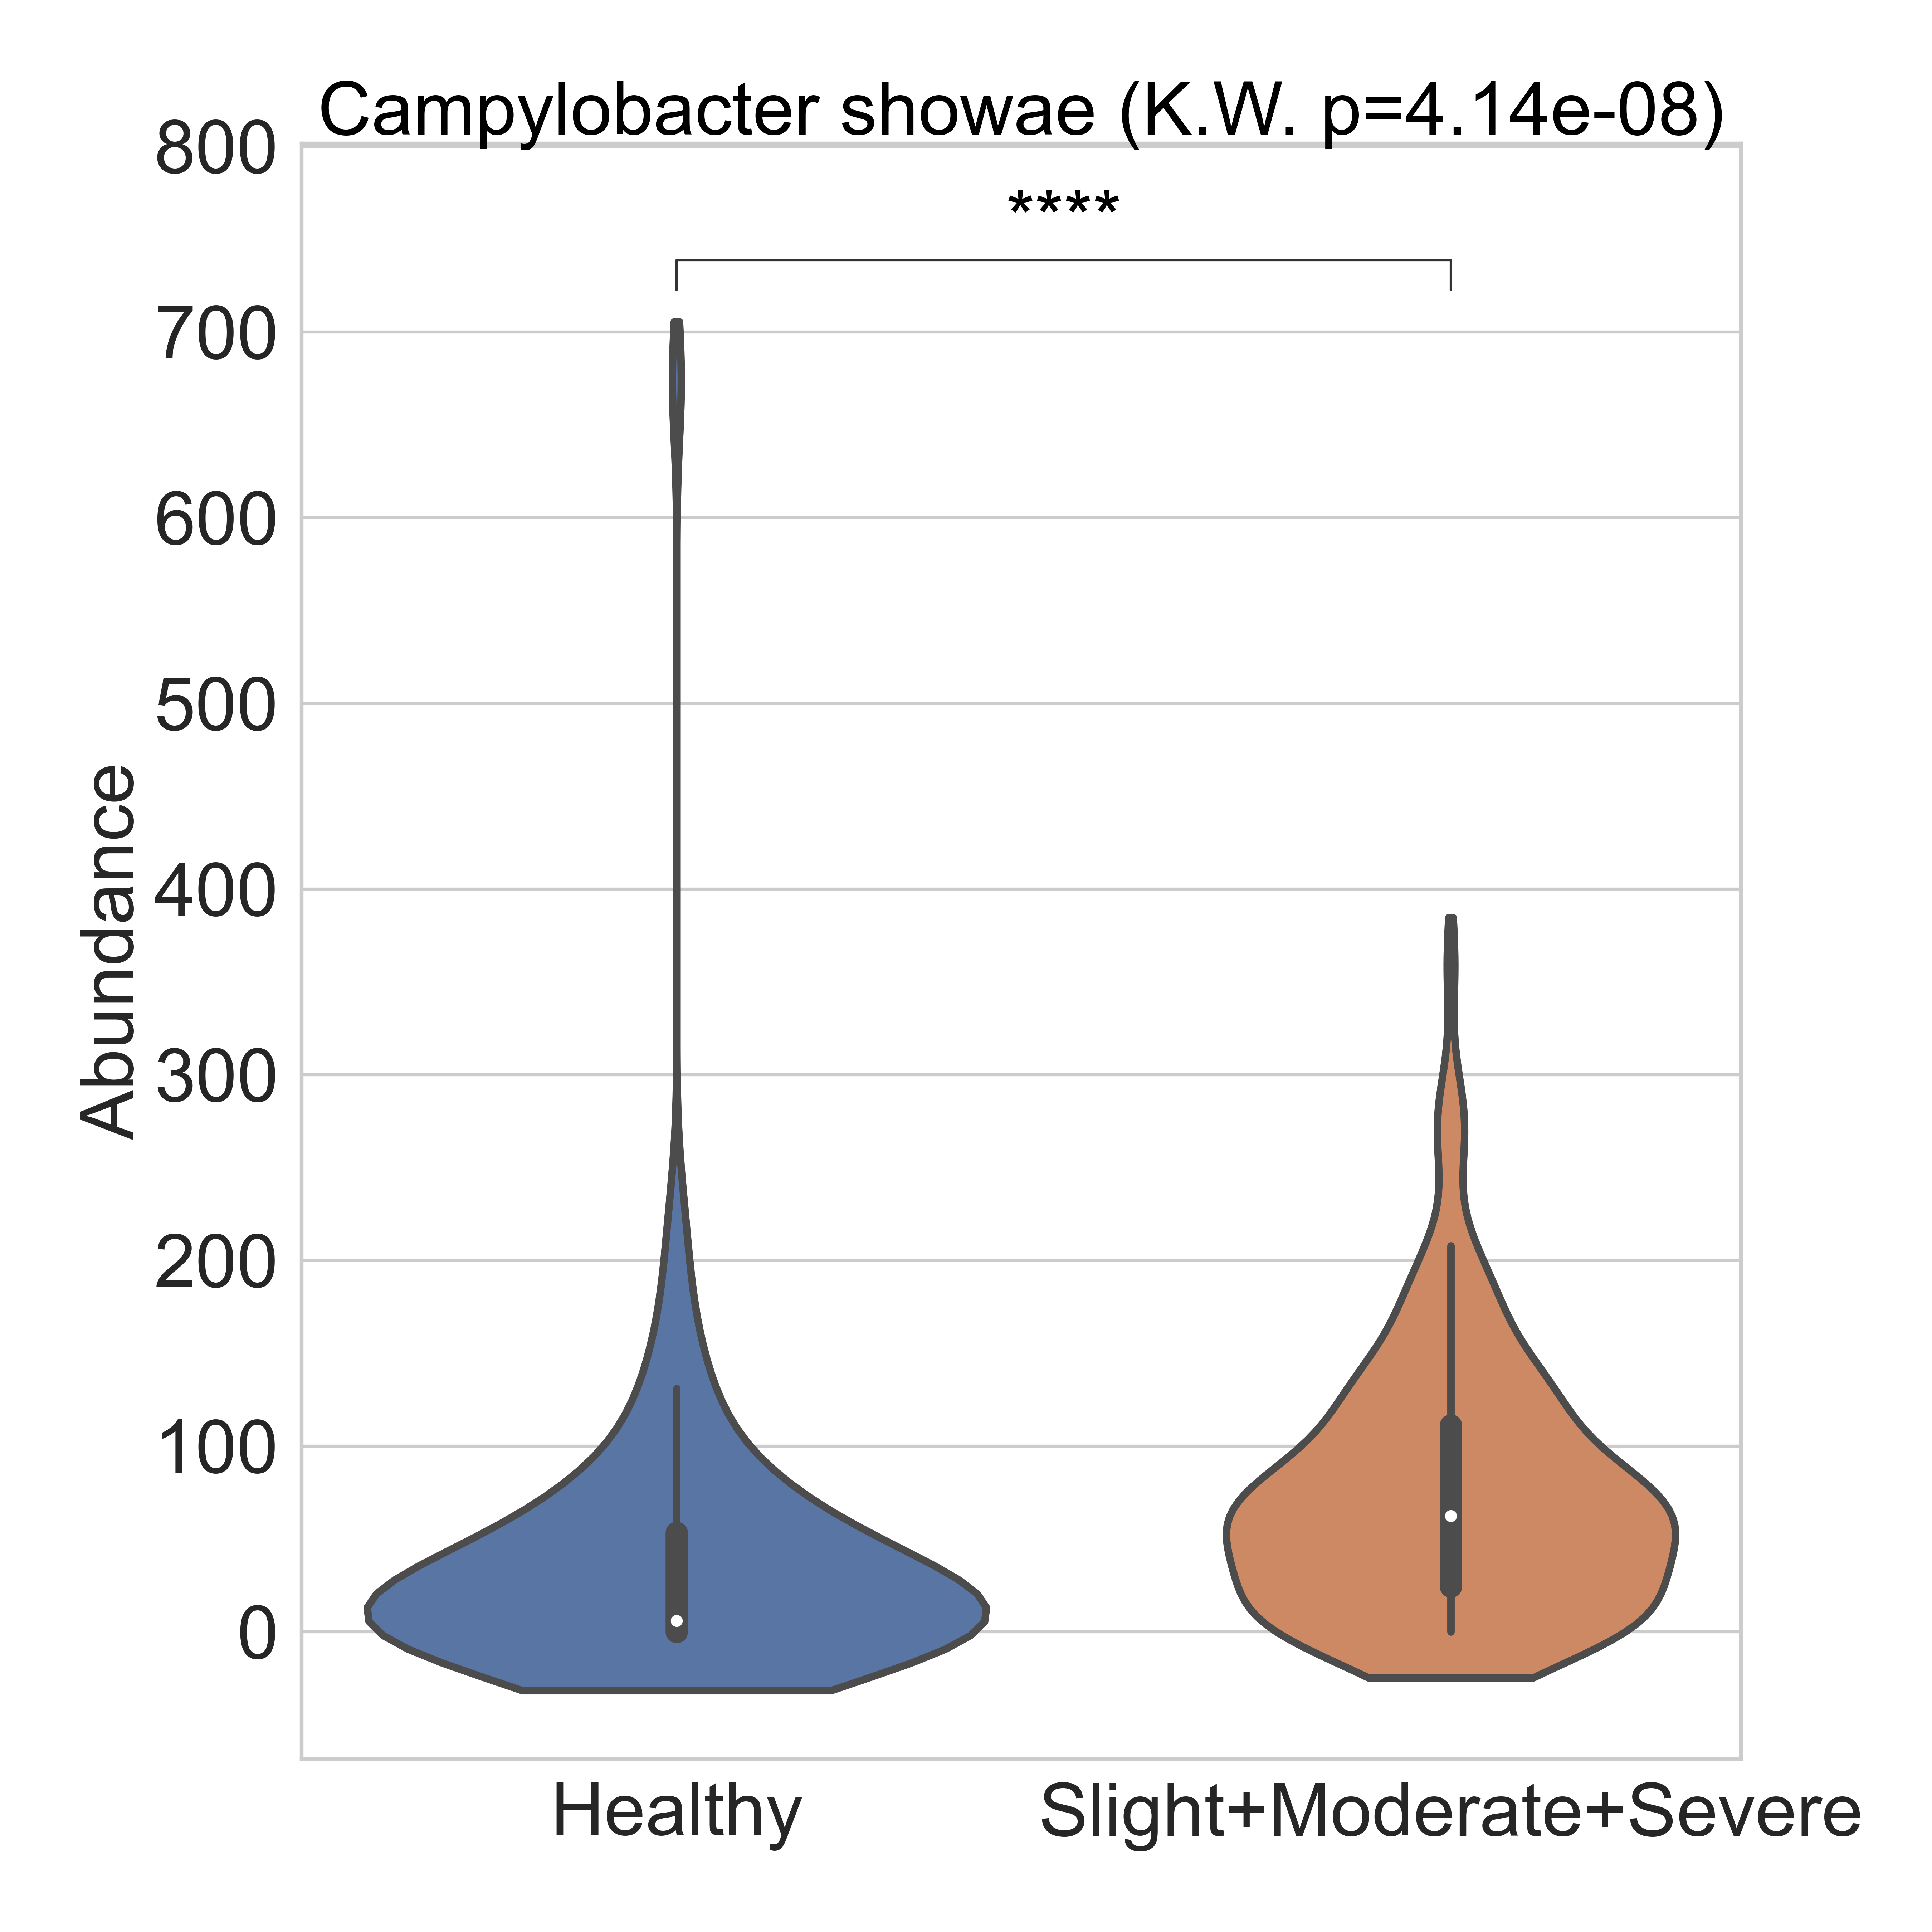 Campylobacter showae (K.W. p=4.14e-08)
800
****
700
600
500
400
300
200
100
0
Abundance
Healthy
Slight+Moderate+Severe